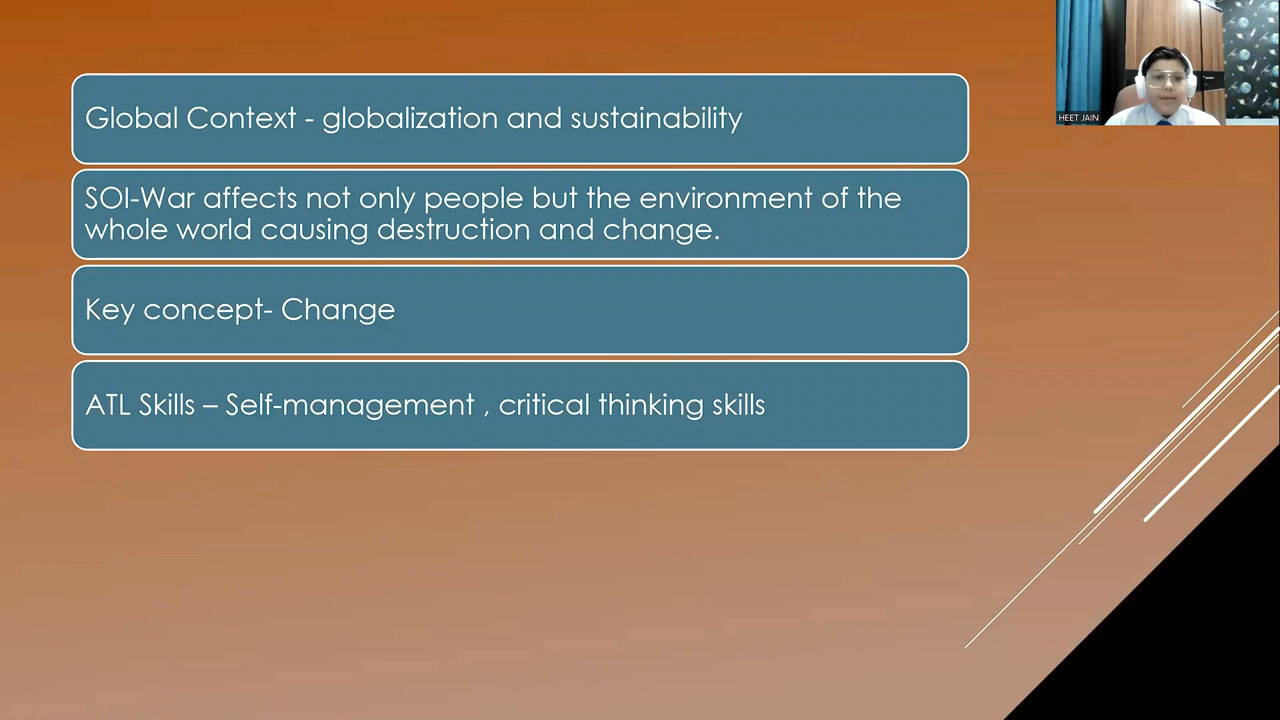 Global Context - globalization and sustainability
SOI-War affects not only people but the environment of the
whole world causing destruction and change.
Key concept- Change
ATL Skills – Self-management , critical thinking skills
HEET JAIN